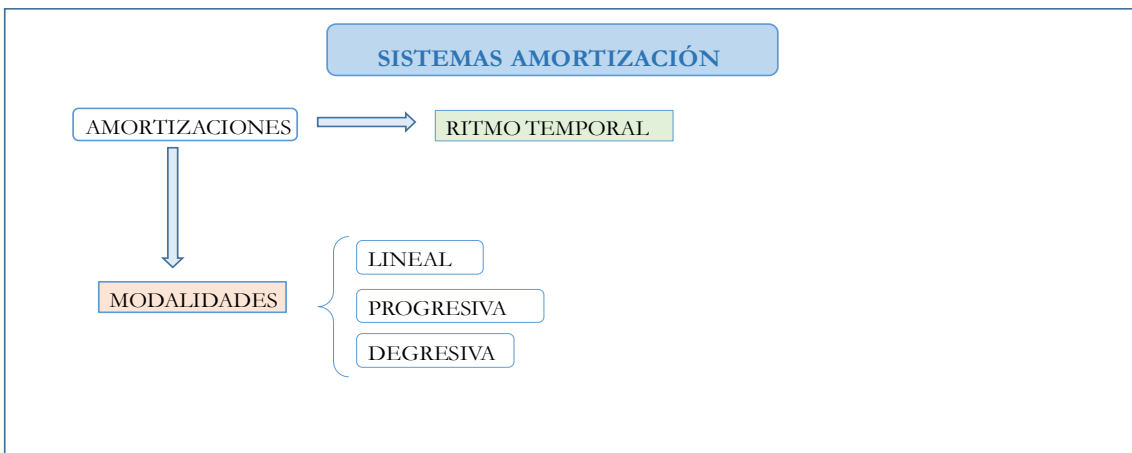 SISTEMAS AMORTIZACIÓN
AMORTIZACIONES
RITMO TEMPORAL
MODALIDADES
LINEAL
PROGRESIVA
DEGRESIVA